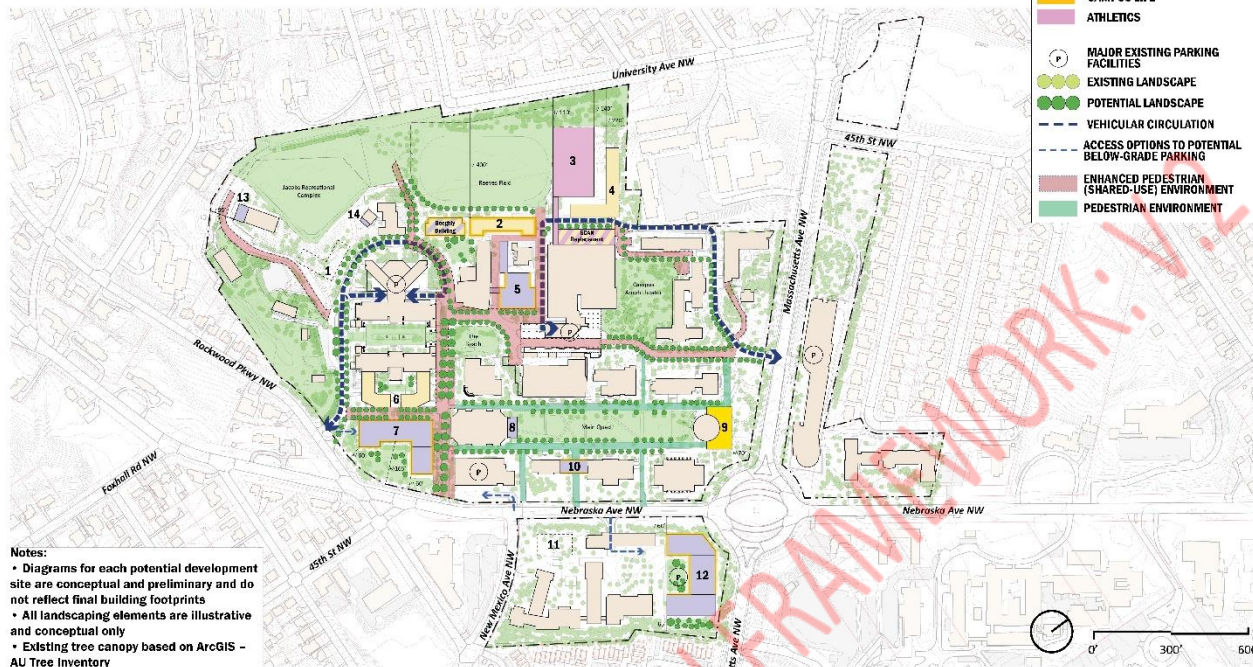 ATHLETICS
P
MAJOR EXISTING PARKING
FACILITIES
EXISTING LANDSCAPE
POTENTIAL LANDSCAPE
VEHICULAR CIRCULATION
ACCESS OPTIONS TO POTENTIAL
BELOW-GRADE PARKING
ENHANCED PEDESTRIAN
(SHARED-USE) ENVIRONMENT
PEDESTRIAN ENVIRONMENT
University Ave NW
45th St NW
Massachusetts Ave NW
Rockwood Pkwy NW
Foxhall Rd NW
45th St NW
New Mexico Ave NW
Nebraska Ave NW
Nebraska Ave NW
Jacobs Recreational
Complex
Reeves Field
Beeghly
Building
Replacement
Campus
Main Quad
1
2
3
4
5
6
7
8
9
10
11
12
13
14
P
P
P
P
P
FRAMEWORK: V.2
Notes:
• Diagrams for each potential development
site are conceptual and preliminary and do
not reflect final building footprints
• All landscaping elements are illustrative
and conceptual only
• Existing tree canopy based on ArcGIS –
AU Tree Inventory
0' 300'